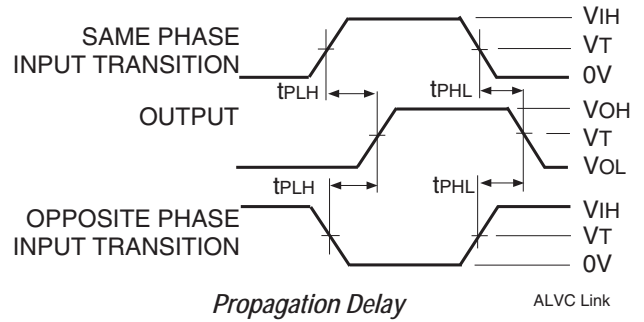 SAME PHASE
INPUT TRANSITION
VIH
VT
0V
tPLH
tPHL
OUTPUT
VOH
VT
VOL
tPLH
tPHL
OPPOSITE PHASE
INPUT TRANSITION
VIH
VT
0V
Propagation Delay
ALVC Link